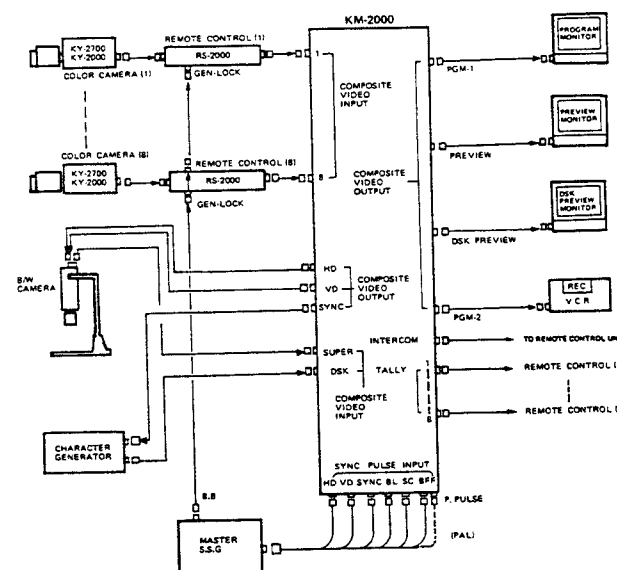 KM-2000
REMOTE CONTROL (1)
KY-2700
KY-2000
RS-2000
COLOR CAMERA (1)
GEN-LOCK
1
COMPOSITE
VIDEO
INPUT
PGM-1
PROGRAM
MONITOR
PREVIEW
MONITOR
PREVIEW
COLOR CAMERA (8)
KY-2700
KY-2000
REMOTE CONTROL (8)
RS-2000
GEN-LOCK
8
COMPOSITE
VIDEO
OUTPUT
DSK
PREVIEW
MONITOR
DSK PREVIEW
B/W
CAMERA
HD
VD
SYNC
COMPOSITE
VIDEO
OUTPUT
REC
VCR
PGM-2
INTERCOM
TO REMOTE CONTROL
SUPER
DSK
COMPOSITE
VIDEO
INPUT
TALLY
1
8
REMOTE CONTROL (
REMOTE CONTROL (
CHARACTER
GENERATOR
SYNC PULSE INPUT
HD VD SYNC BL SC BFF
P. PULSE
(PAL)
B.B
MASTER
S.S.G